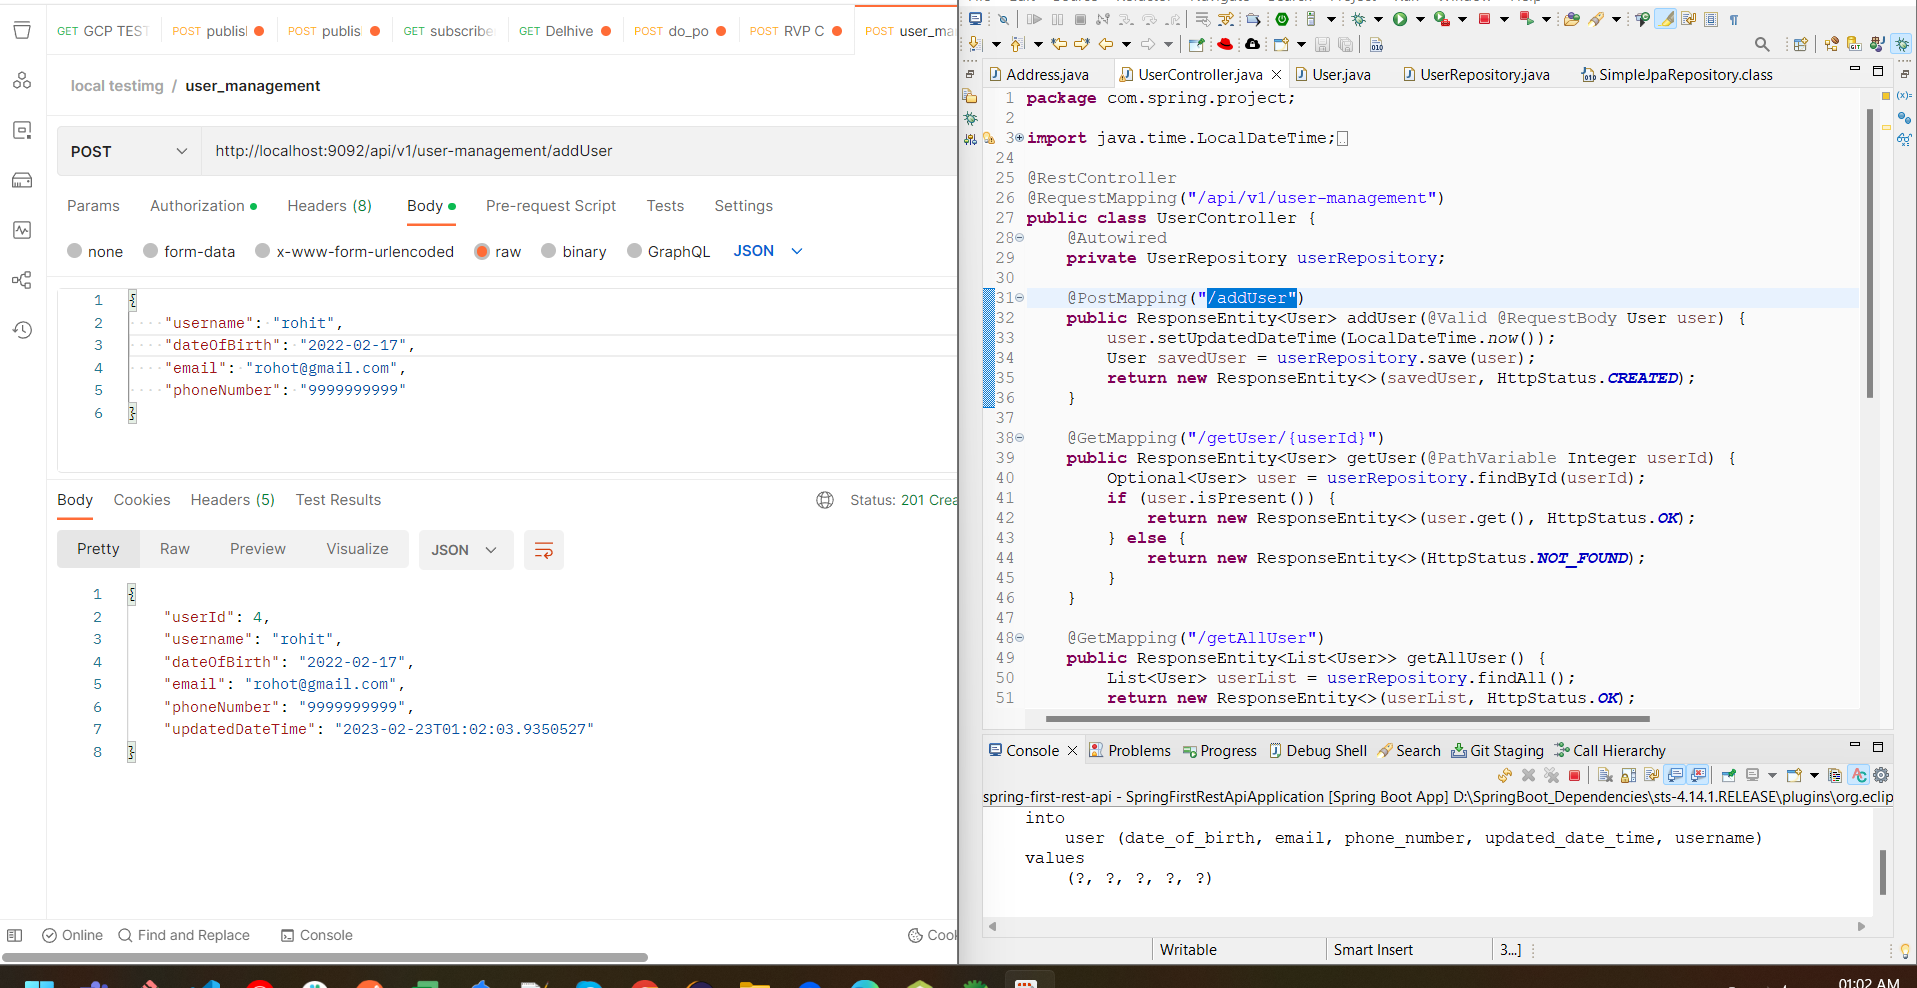 GET GCP TEST
POST publisl
POST publis
GET subscribe
GET Delhive
POST do_po
POST RVP C
POST user_ma
local testimg / user_management
POST
http://localhost:9092/api/v1/user-management/addUser
Params Authorization Headers (8) Body Pre-request Script Tests Settings
none form-data x-www-form-urlencoded raw binary GraphQL JSON
1 {
2 "username": "rohit",
3 "dateOfBirth": "2022-02-17",
4 "email": "rohot@gmail.com",
5 "phoneNumber": "9999999999"
6 }
Body Cookies Headers (5) Test Results Status: 201 Crea
Pretty Raw Preview Visualize JSON
1 {
2 "userId": 4,
3 "username": "rohit",
4 "dateOfBirth": "2022-02-17",
5 "email": "rohot@gmail.com",
6 "phoneNumber": "9999999999",
7 "updatedDateTime": "2023-02-23T01:02:03.9350527"
8 }
Online Find and Replace Console Cook
Address.java UserController.java User.java UserRepository.java SimpleJpaRepository.class
1 package com.spring.project;
2
3 import java.time.LocalDateTime;
24
25 @RestController
26 @RequestMapping("/api/v1/user-management")
27 public class UserController {
28 @Autowired
29 private UserRepository userRepository;
30
31 @PostMapping("/addUser")
32 public ResponseEntity<User> addUser(@Valid @RequestBody User user) {
33 user.setUpdatedDateTime(LocalDateTime.now());
34 User savedUser = userRepository.save(user);
35 return new ResponseEntity<>(savedUser, HttpStatus.CREATED);
36 }
37
38 @GetMapping("/getUser/{userId}")
39 public ResponseEntity<User> getUser(@PathVariable Integer userId) {
40 Optional<User> user = userRepository.findById(userId);
41 if (user.isPresent()) {
42 return new ResponseEntity<>(user.get(), HttpStatus.OK);
43 } else {
44 return new ResponseEntity<>(HttpStatus.NOT_FOUND);
45 }
46 }
47
48 @GetMapping("/getAllUser")
49 public ResponseEntity<List<User>> getAllUser() {
50 List<User> userList = userRepository.findAll();
51 return new ResponseEntity<>(userList, HttpStatus.OK);
Console Problems Progress Debug Shell Search Git Staging Call Hierarchy
spring-first-rest-api - SpringFirstRestApiApplication [Spring Boot App] D:\SpringBoot_Dependencies\sts-4.14.1.RELEASE\plugins\org.eclip
into
user (date_of_birth, email, phone_number, updated_date_time, username)
values
(?, ?, ?, ?, ?)
Writable Smart Insert 3...]
01:02 AM